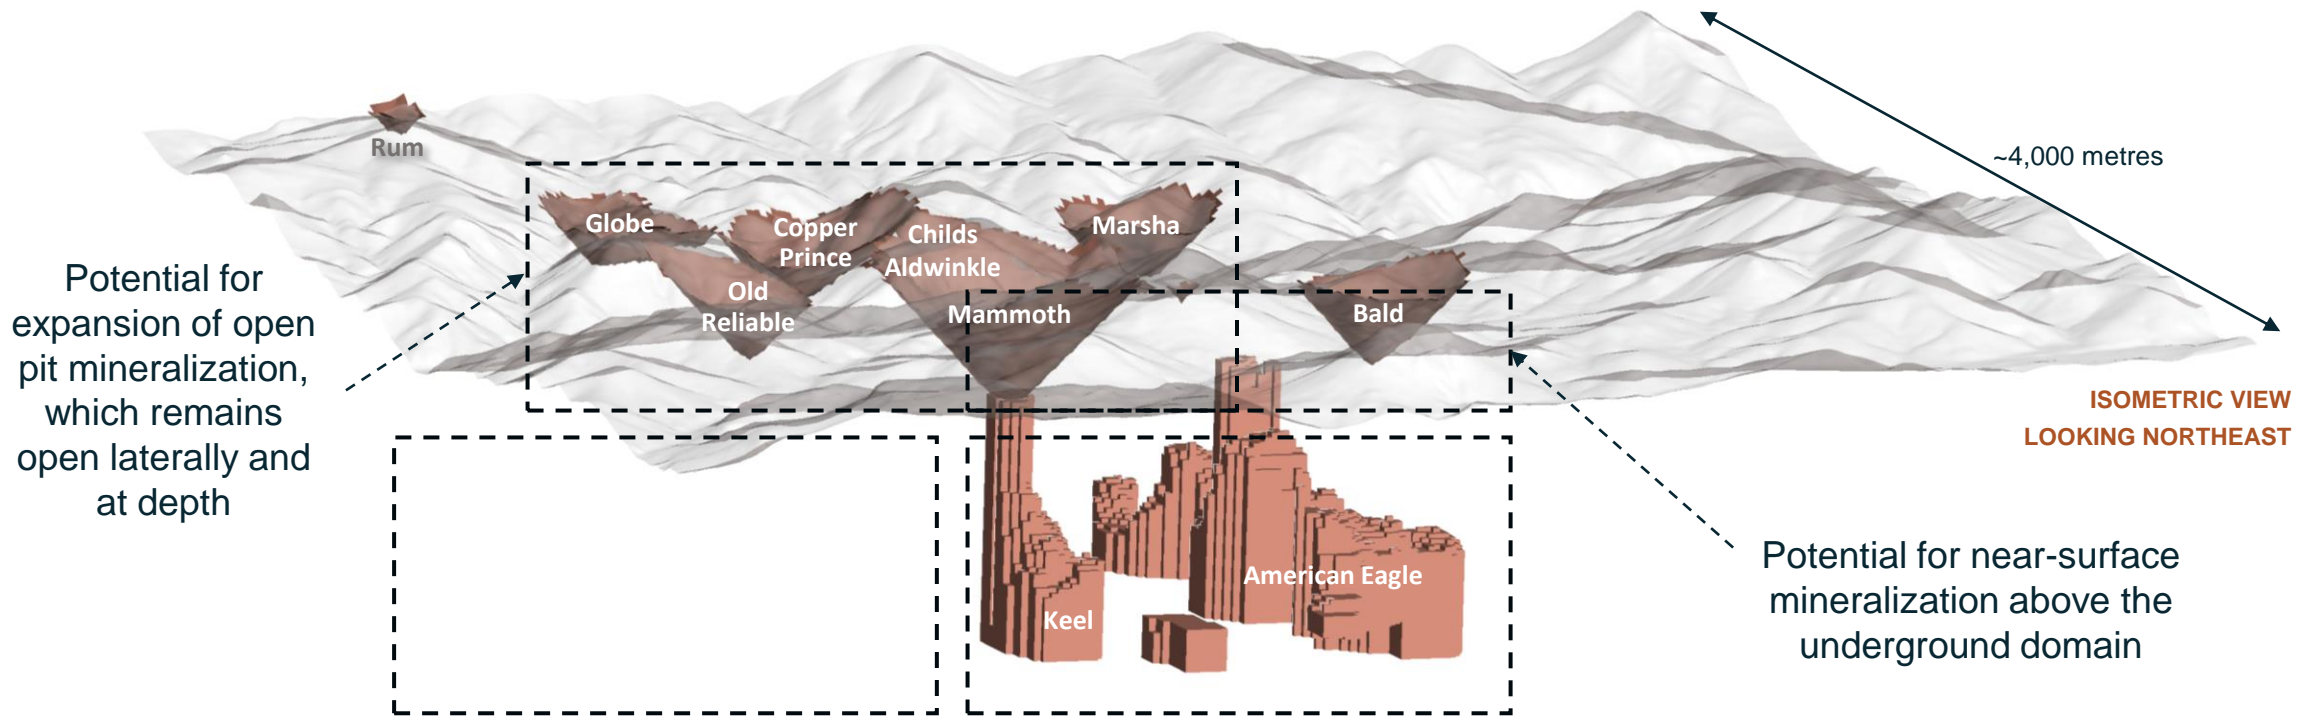 Rum
Globe
Copper
Prince
Childs
Aldwinkle
Marsha
Old
Reliable
Mammoth
Bald
~4,000 metres
Potential for
expansion of open
pit mineralization,
which remains
open laterally and
at depth
ISOMETRIC VIEW
LOOKING NORTHEAST
American Eagle
Keel
Potential for near-surface
mineralization above the
underground domain